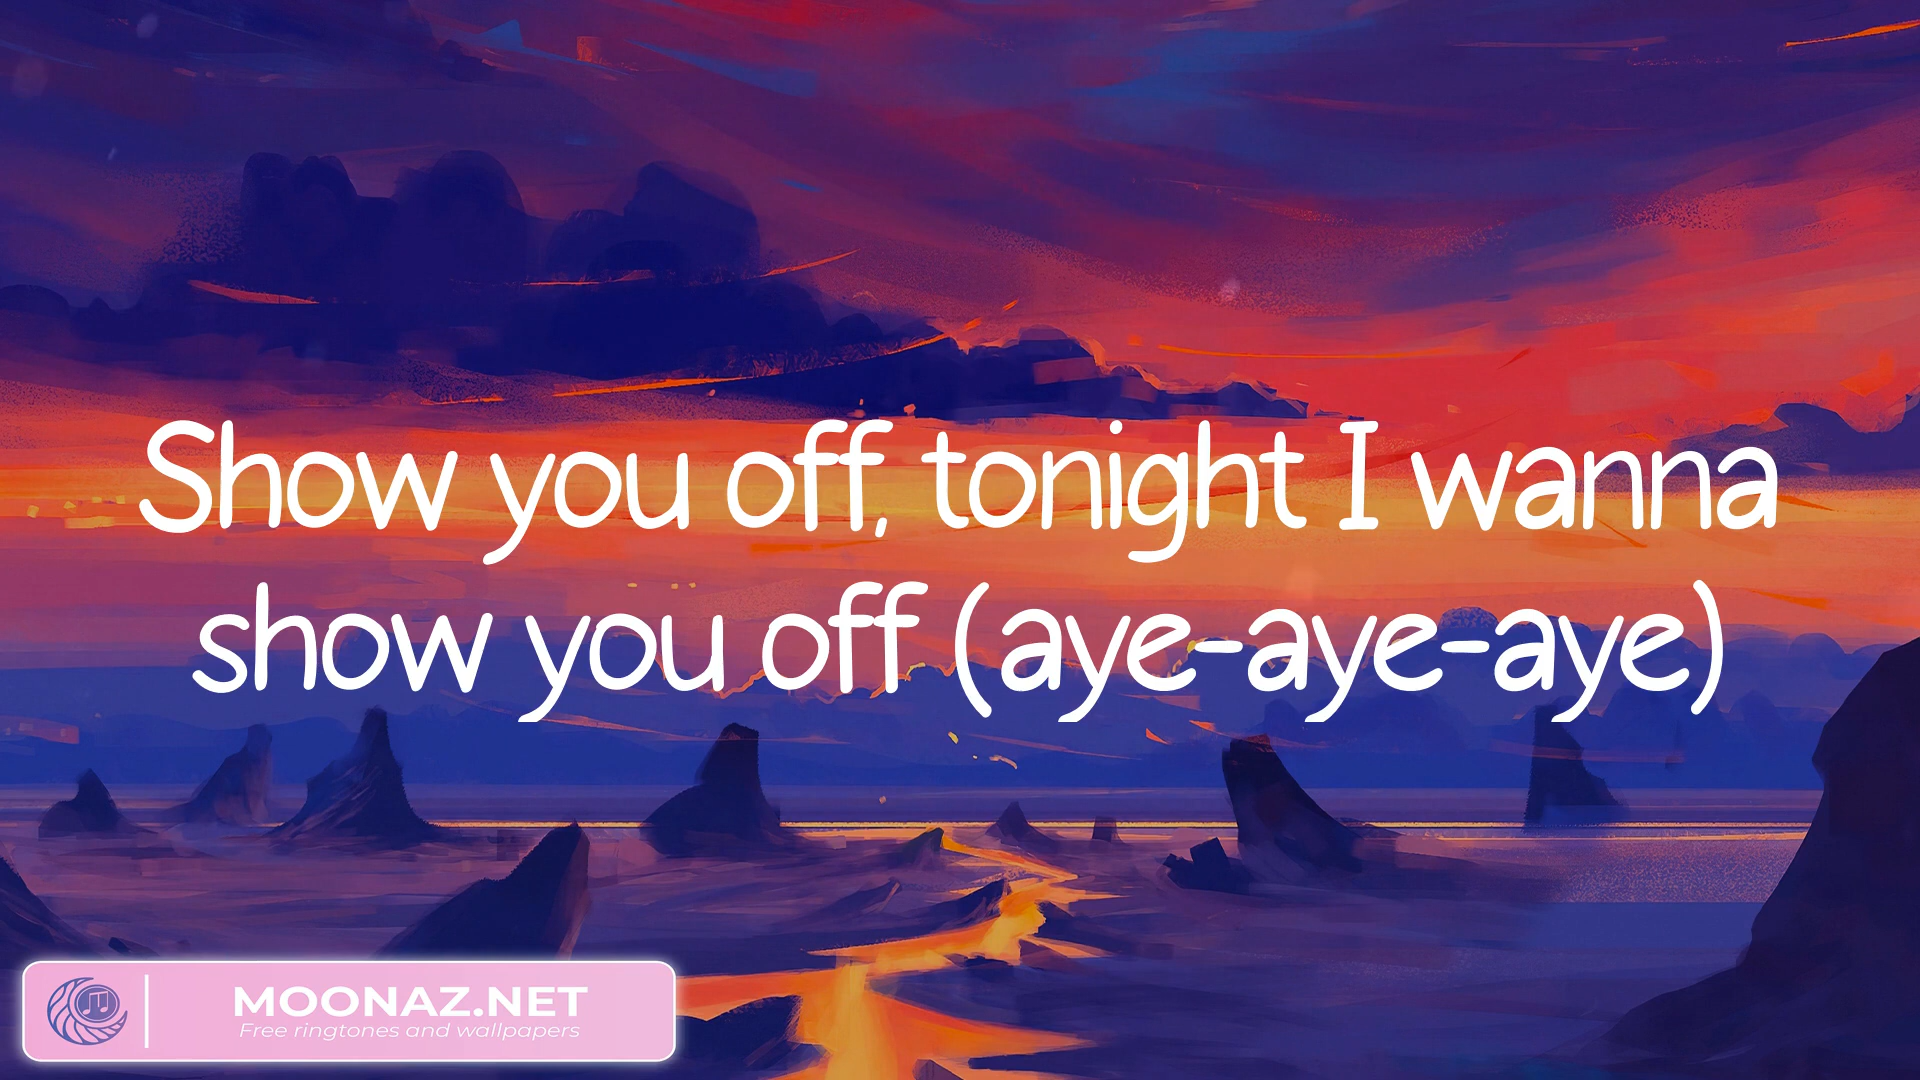 Show you off, tonight I wanna
show you off (aye-aye-aye)
MOONAZ.NET
Free ringtones and wallpapers